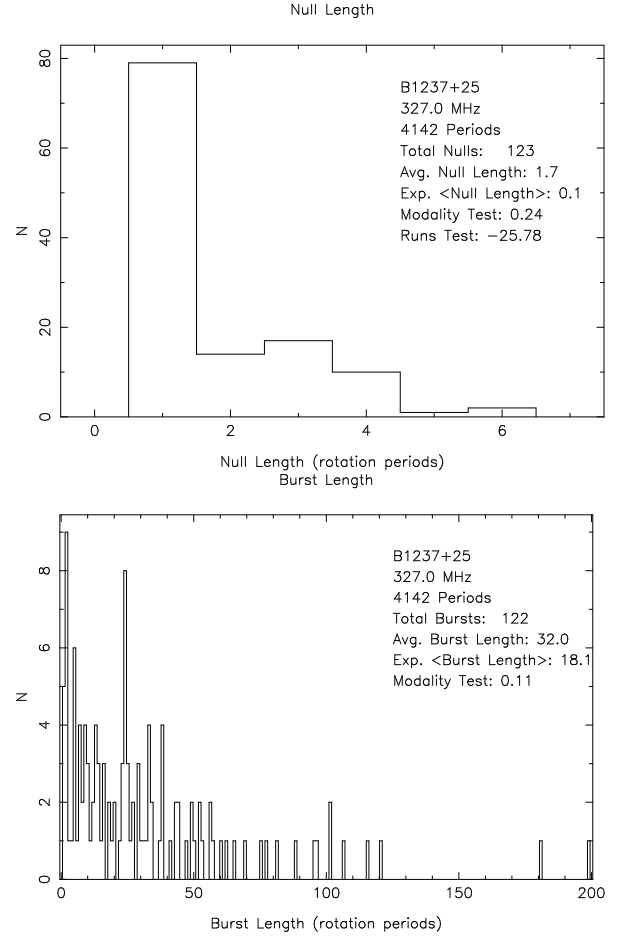 Null Length
80
60
40
20
0
N
B1237+25
327.0 MHz
4142 Periods
Total Nulls: 123
Avg. Null Length: 1.7
Exp. <Null Length>: 0.1
Modality Test: 0.24
Runs Test: −25.78
0 2 4 6
Null Length (rotation periods)
Burst Length
8
6
4
2
0
N
B1237+25
327.0 MHz
4142 Periods
Total Bursts: 122
Avg. Burst Length: 32.0
Exp. <Burst Length>: 18.1
Modality Test: 0.11
0 50 100 150 200
Burst Length (rotation periods)